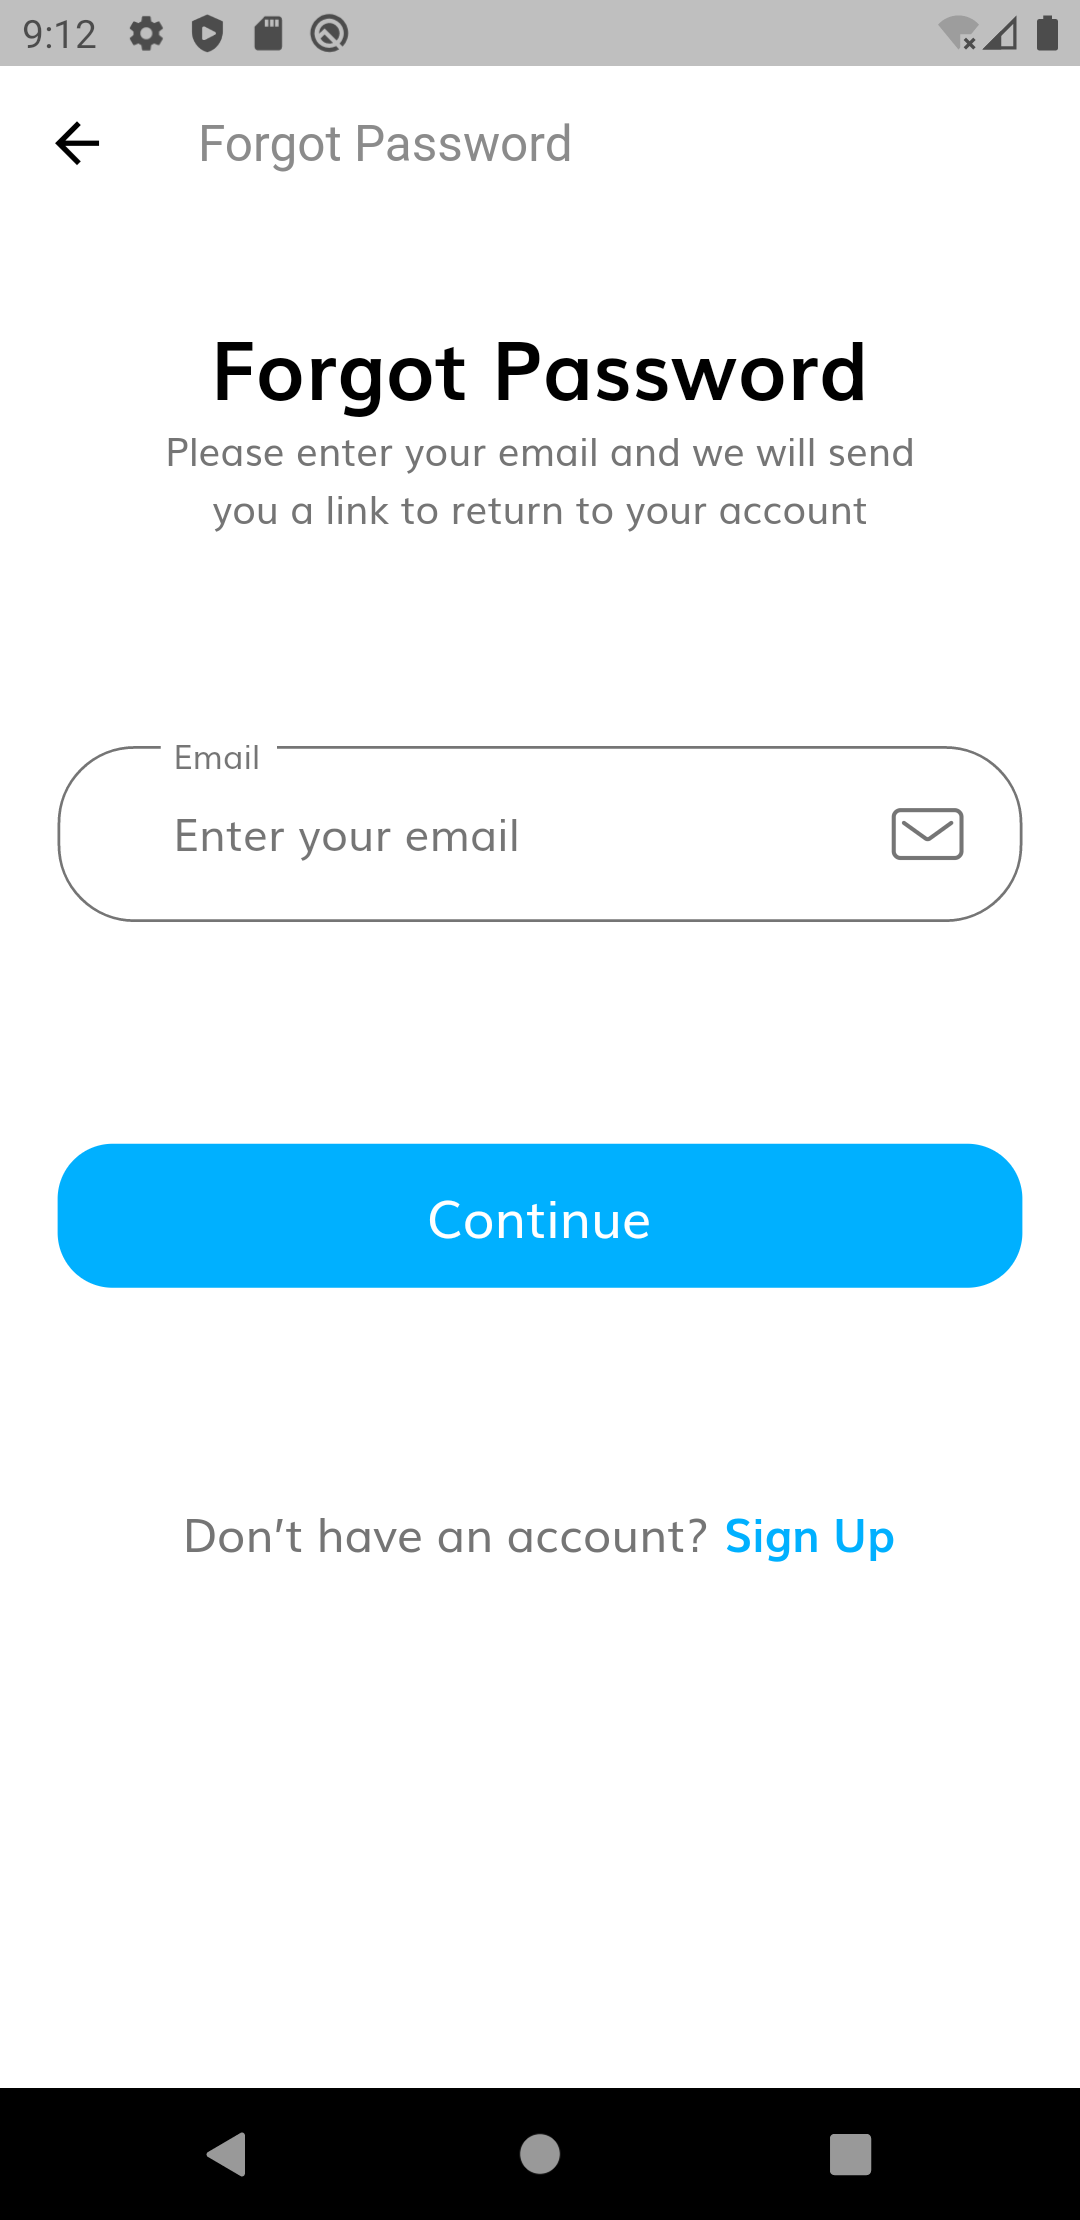 9:12
Forgot Password
Forgot Password
Please enter your email and we will send
you a link to return to your account
Email
Enter your email
Continue
Don't have an account? Sign Up